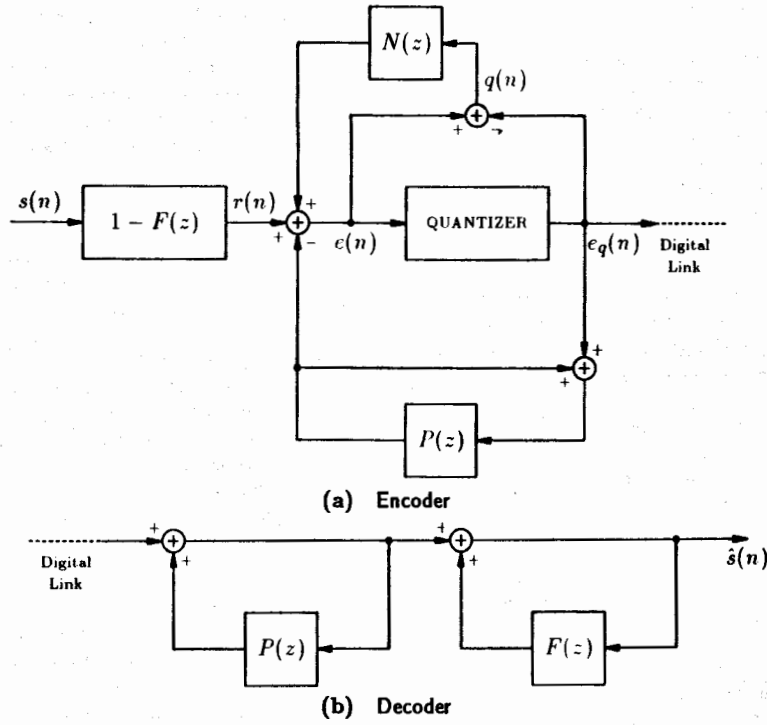 N(z)
q(n)
+
+
-
s(n)
1 − F(z)
r(n)
+
+
+
-
e(n)
QUANTIZER
e_q(n)
Digital
Link
+
+
+
P(z)
(a) Encoder
Digital
Link
+
+
+
P(z)
+
+
+
F(z)
ŝ(n)
(b) Decoder